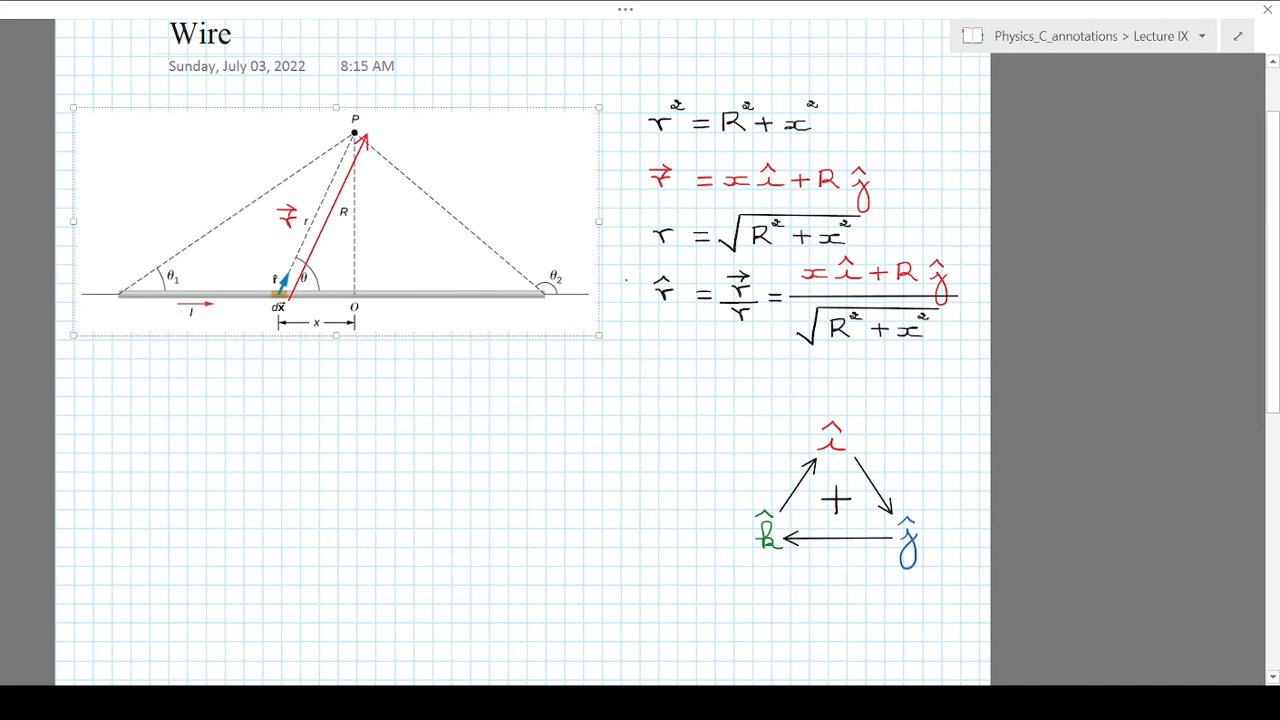 Wire
Physics_C_annotations > Lecture IX
Sunday, July 03, 2022 8:15 AM
P
r⃗
r
R
θ₁
r̂
θ
θ₂
I
dx⃗
O
x
r² = R² + x²
r⃗ = x î + R ĵ
r = √(R² + x²)
r̂ = r⃗/r = (x î + R ĵ)/√(R² + x²)
î
+
k̂
ĵ